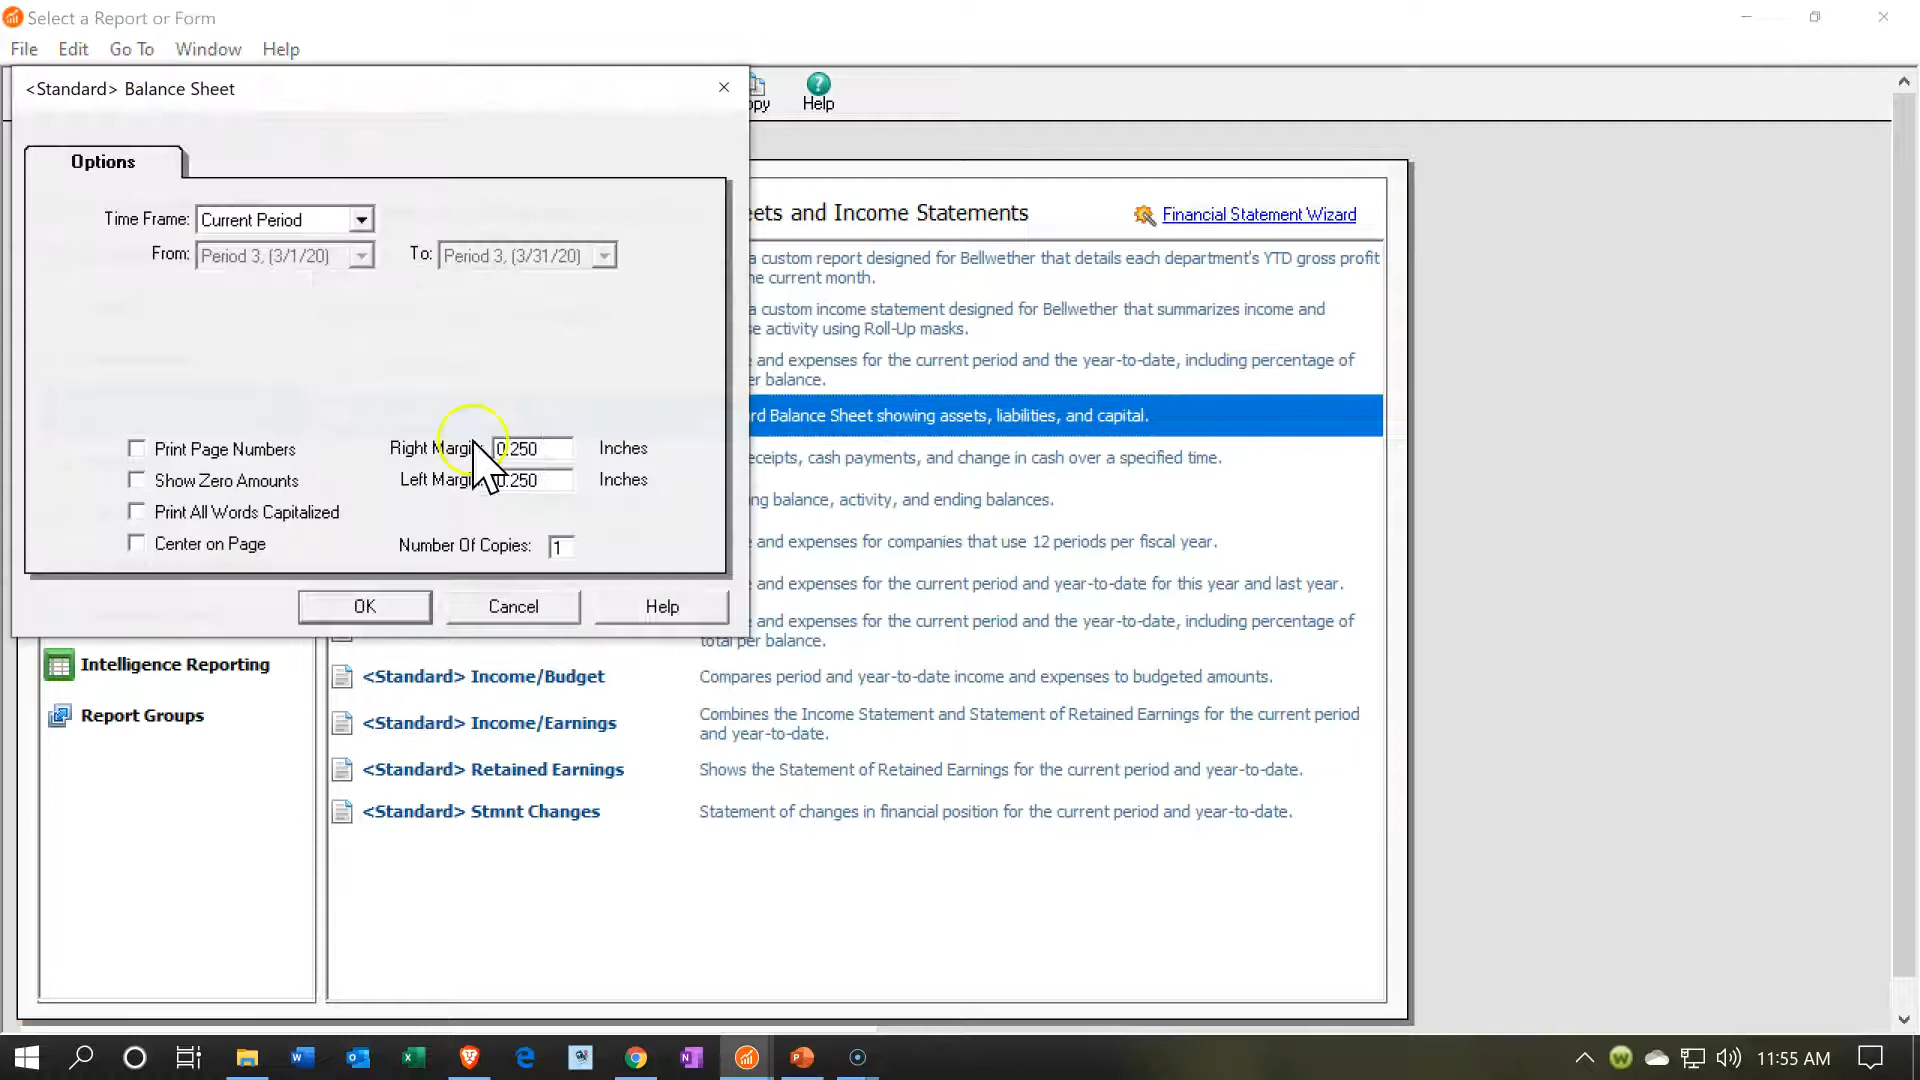 Select a Report or Form
File Edit Go To Window Help
<Standard> Balance Sheet
Help
Options
Time Frame: Current Period
From: Period 3, (3/1/20) To: Period 3, (3/31/20)
Print Page Numbers
Show Zero Amounts
Print All Words Capitalized
Center on Page
0.250 Inches
0.250 Inches
Number Of Copies: 1
OK Cancel Help
and Income Statements
Financial Statement Wizard
a custom report designed for Bellwether that details each department's YTD gross profit
current month.
a custom income statement designed for Bellwether that summarizes income and
activity using Roll-Up masks.
and expenses for the current period and the year-to-date, including percentage of
balance.
Balance Sheet showing assets, liabilities, and capital.
receipts, cash payments, and change in cash over a specified time.
balance, activity, and ending balances.
and expenses for companies that use 12 periods per fiscal year.
and expenses for the current period and year-to-date for this year and last year.
and expenses for the current period and the year-to-date, including percentage of
total per balance.
Intelligence Reporting
Report Groups
<Standard> Income/Budget Compares period and year-to-date income and expenses to budgeted amounts.
<Standard> Income/Earnings Combines the Income Statement and Statement of Retained Earnings for the current period
and year-to-date.
<Standard> Retained Earnings Shows the Statement of Retained Earnings for the current period and year-to-date.
<Standard> Stmnt Changes Statement of changes in financial position for the current period and year-to-date.
11:55 AM